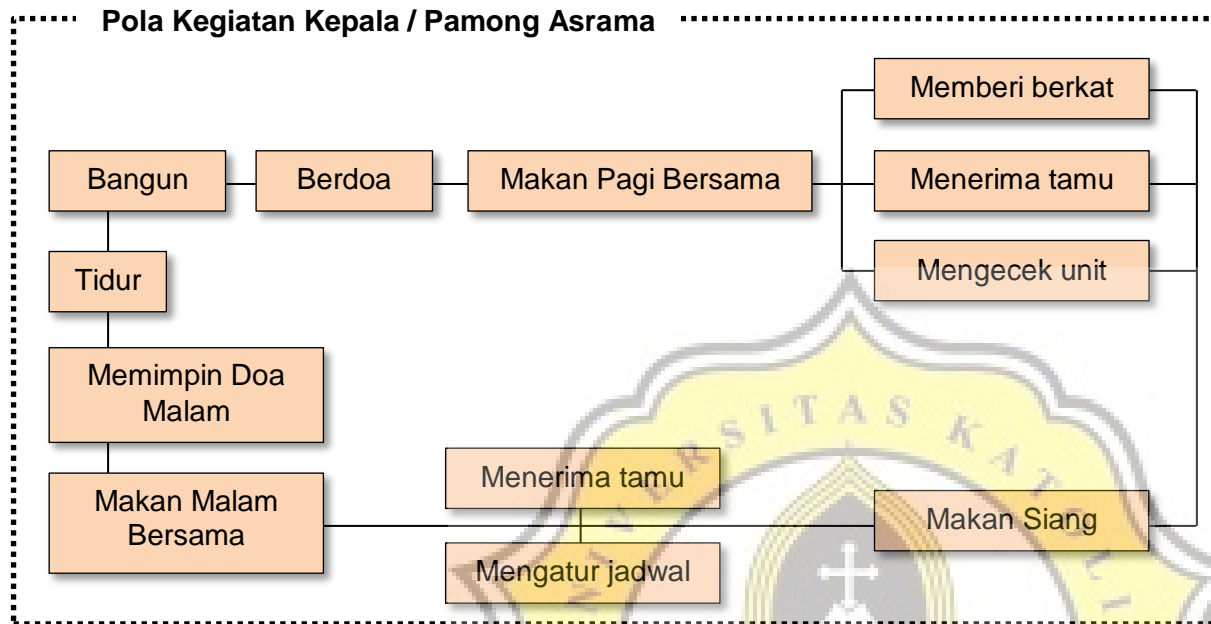 Pola Kegiatan Kepala / Pamong Asrama
Memberi berkat
Bangun
Berdoa
Makan Pagi Bersama
Menerima tamu
Mengecek unit
Tidur
Memimpin Doa
Malam
Menerima tamu
Makan Malam
Bersama
Makan Siang
Mengatur jadwal